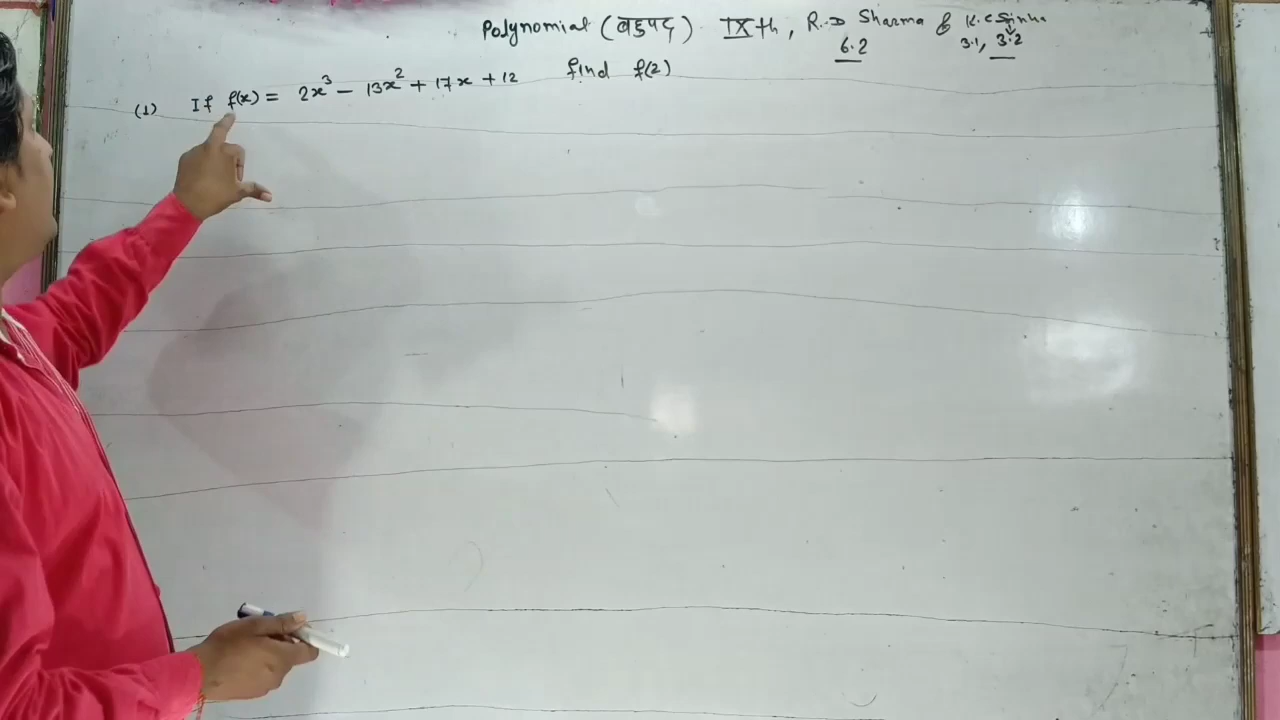 Polynomial (बहुपद) IXth, R.D Sharma & K.C Sinha
6.2 3.1, 3.2
(1) If f(x) = 2x³ - 13x² + 17x + 12 find f(2)